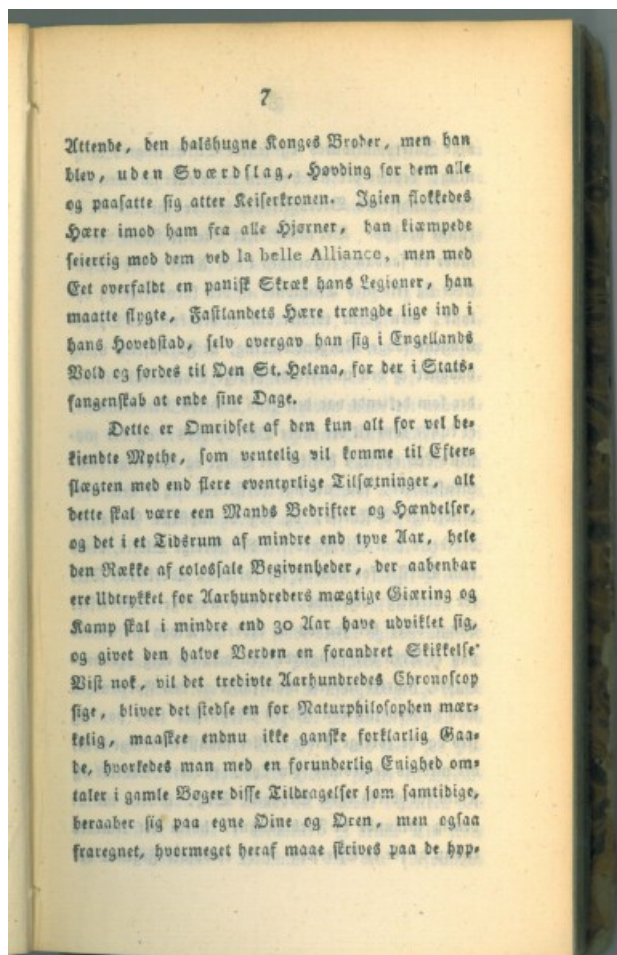 7
Attende, den halshugne Konges Broder, men han
blev, uden Sværdslag, Høvding for dem alle
og paasatte sig atter Keiserkronen. Igien flokkedes
Hære imod ham fra alle Hjørner, han kiæmpede
seierrig mod dem ved la belle Alliance, men med
Eet overfaldt en panisk Skræk hans Legioner, han
maatte flygte, Fastlandets Hære trængde lige ind i
hans Hovedstad, selv overgav han sig i Engellands
Vold og førdes til Øen St. Helena, for der i Stats-
fangenskab at ende sine Dage.
Dette er Omridset af den kun alt for vel be-
kiendte Mythe, som ventelig vil komme til Efter-
slægten med end flere eventyrlige Tilsætninger, alt
dette skal være een Mands Bedrifter og Hændelser,
og det i et Tidsrum af mindre end tyve Aar, hele
den Række af colossale Begivenheder, der aabenbar
ere Udtrykket for Aarhundreders mægtige Giæring og
Kamp skal i mindre end 30 Aar have udviklet sig,
og givet den halve Verden en forandret Skikkelse
Vist nok, vil det tredivte Aarhundredes Chronoscop
sige, bliver det stedse en for Naturphilosophen mær-
kelig, maaskee endnu ikke ganske forklarlig Gaa-
de, hvorledes man med en forunderlig Enighed om-
taler i gamle Bøger disse Tildragelser som samtidige,
beraaber sig paa egne Øine og Øren, men ogsaa
fraregnet, hvormeget heraf maae skrives paa de hyp-